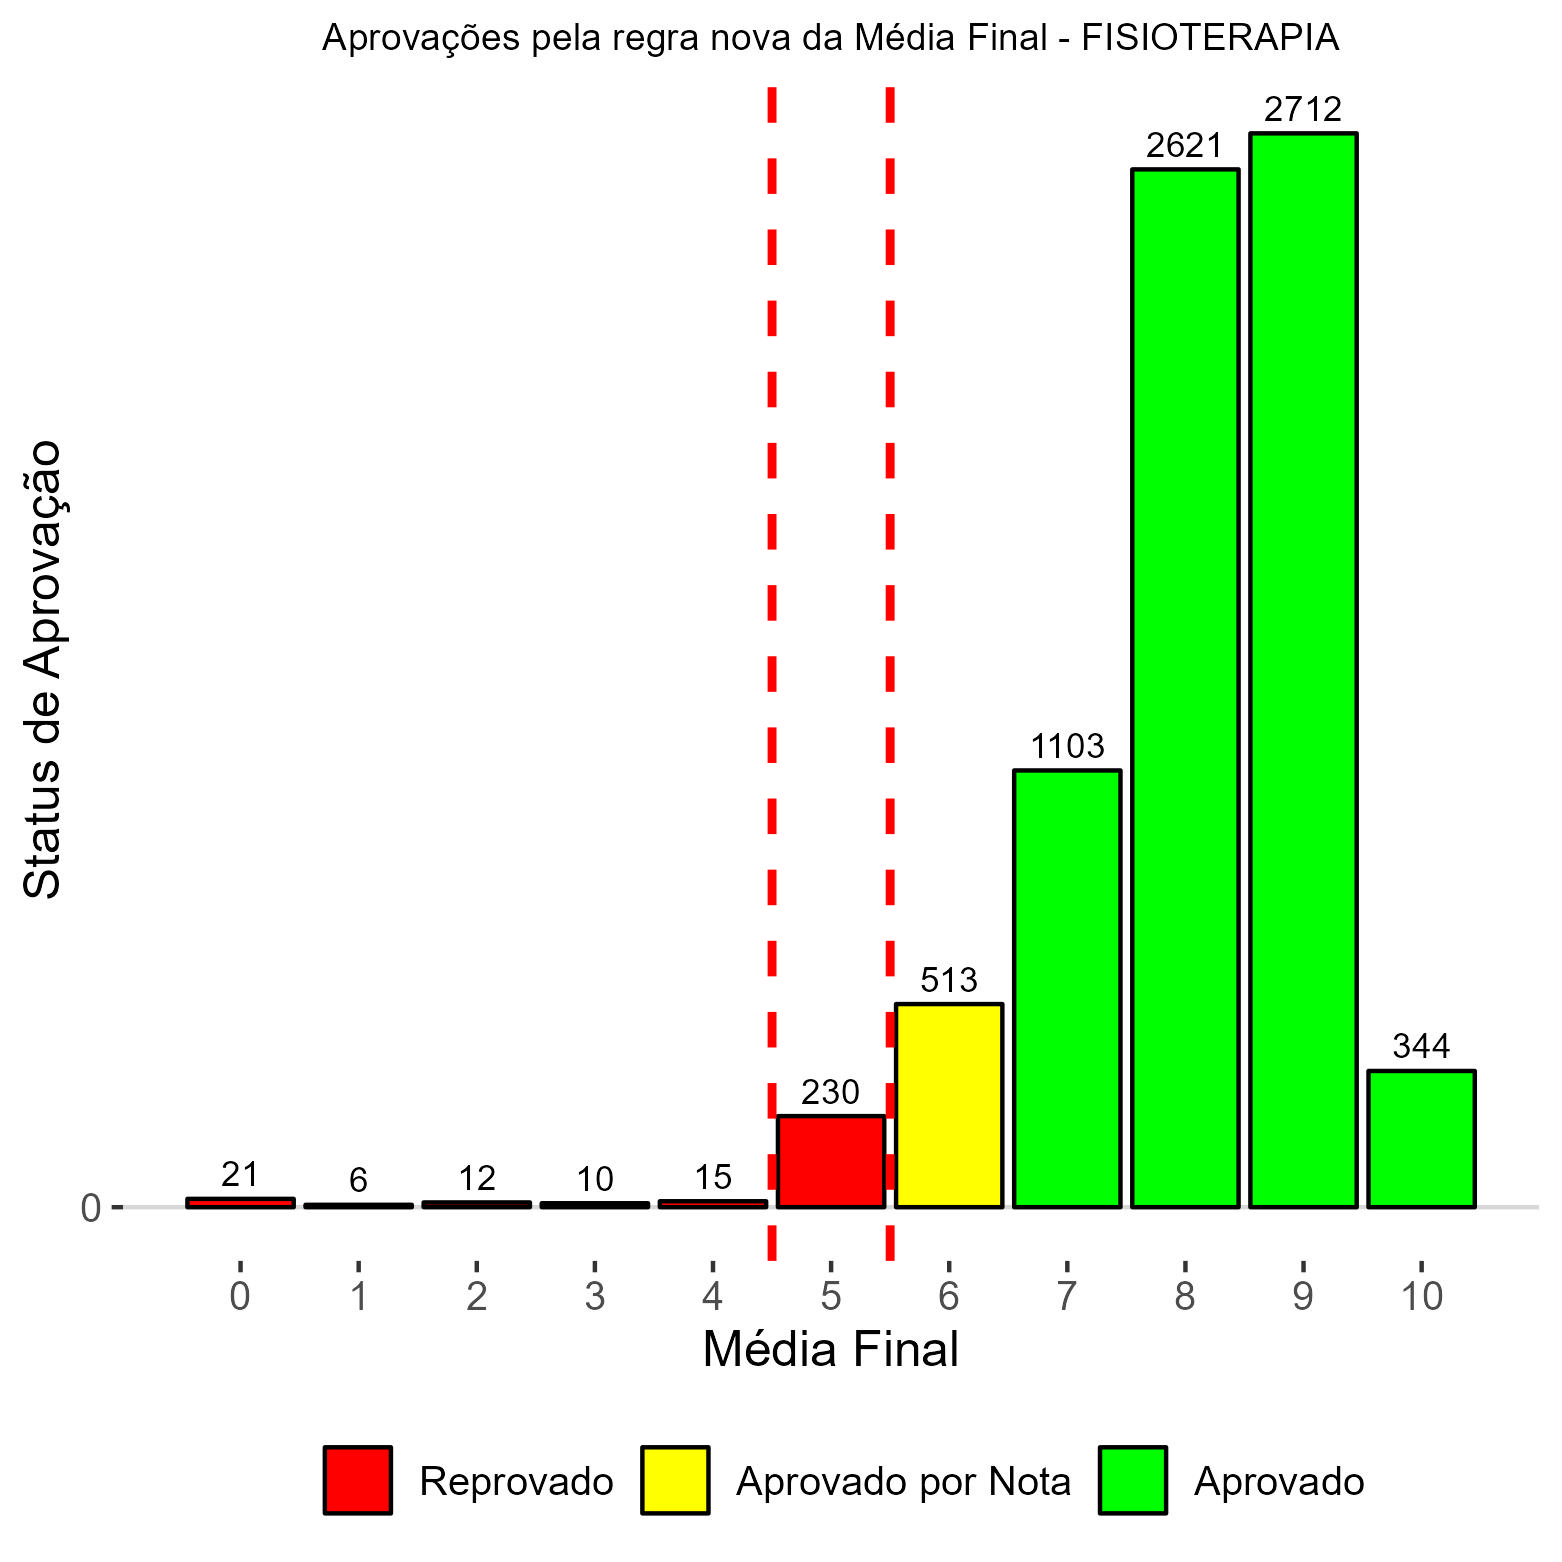 Aprovações pela regra nova da Média Final - FISIOTERAPIA
2712
2621
1103
513
344
230
21
6
12
10
15
Status de Aprovação
0
0 1 2 3 4 5 6 7 8 9 10
Média Final
Reprovado Aprovado por Nota Aprovado